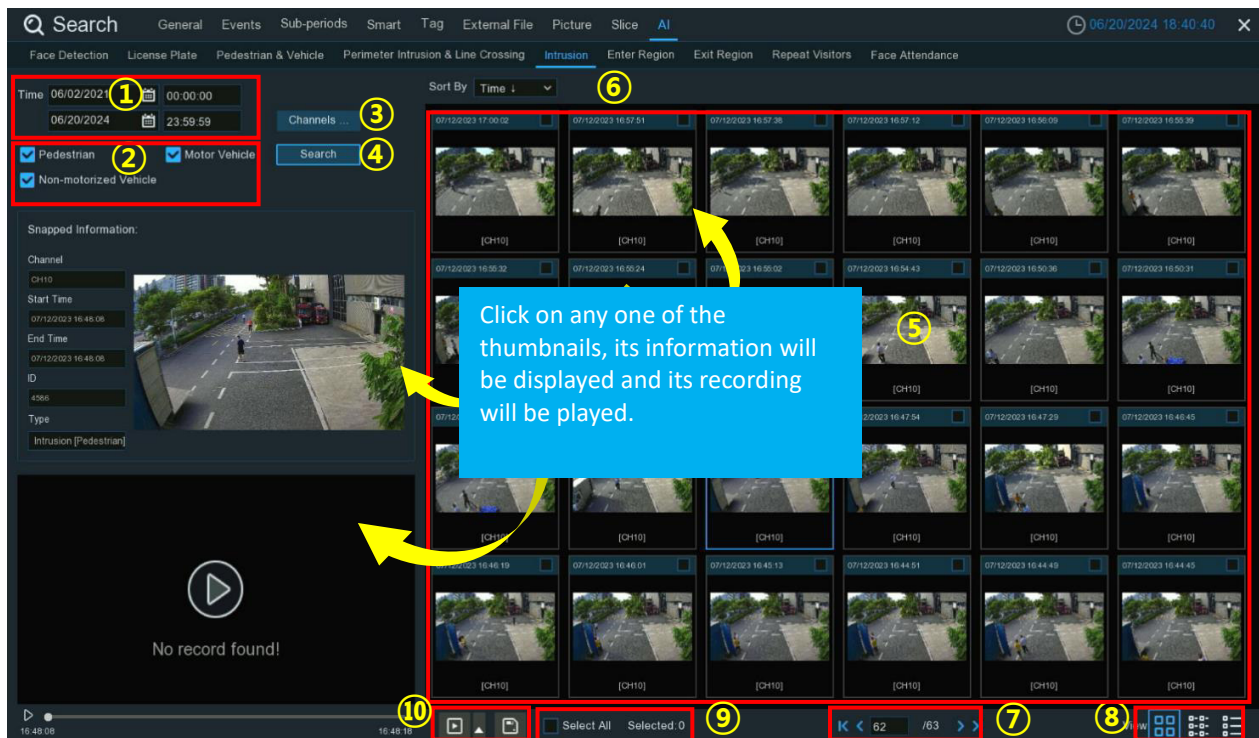 Search General Events Sub-periods Smart Tag External File Picture Slice AI 06/20/2024 18:40:40
Face Detection License Plate Pedestrian & Vehicle Perimeter Intrusion & Line Crossing Intrusion Enter Region Exit Region Repeat Visitors Face Attendance
Time 06/02/2021 ① 00:00:00
06/20/2024 23:59:59
Channels ... ③
Pedestrian ② Motor Vehicle
Search ④
Non-motorized Vehicle
Snapped Information:
Channel
CH10
Start Time
07/12/2023 16:48:08
End Time
07/12/2023 16:48:08
ID
4566
Type
Intrusion [Pedestrian]
No record found!
16:48:08 16:48:18
Sort By Time ↓ ⑥
07/12/2023 17:00:02 07/12/2023 16:57:51 07/12/2023 16:57:38 07/12/2023 16:57:12 07/12/2023 16:56:09 07/12/2023 16:55:39
[CH10] [CH10] [CH10] [CH10] [CH10] [CH10]
07/12/2023 16:55:32 07/12/2023 16:55:24 07/12/2023 16:55:02 07/12/2023 16:54:43 07/12/2023 16:50:36 07/12/2023 16:50:31
⑤
[CH10] [CH10] [CH10]
Click on any one of the
thumbnails, its information will
be displayed and its recording
will be played.
16:47:54 07/12/2023 16:47:29 07/12/2023 16:46:45
[CH10] [CH10] [CH10] [CH10] [CH10] [CH10]
07/12/2023 16:46:19 07/12/2023 16:46:01 07/12/2023 16:45:13 07/12/2023 16:44:51 07/12/2023 16:44:49 07/12/2023 16:44:45
[CH10] [CH10] [CH10] [CH10] [CH10] [CH10]
⑩ Select All Selected:0 ⑨ 62 /63 ⑦ ⑧ View